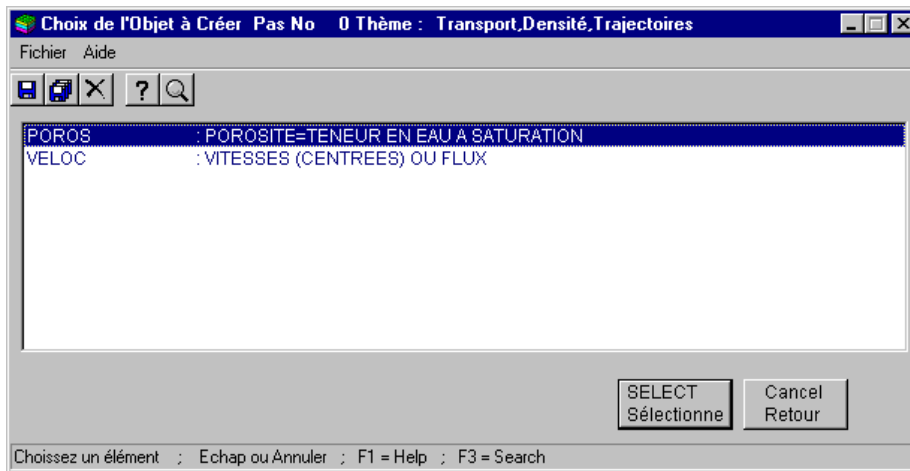 Choix de l'Objet à Créer Pas No 0 Thème : Transport,Densité,Trajectoires
Fichier Aide
?
POROS : POROSITE=TENEUR EN EAU A SATURATION
VELOC : VITESSES (CENTREES) OU FLUX
SELECT Cancel
Sélectionne Retour
Choissez un élément ; Echap ou Annuler ; F1 = Help ; F3 = Search